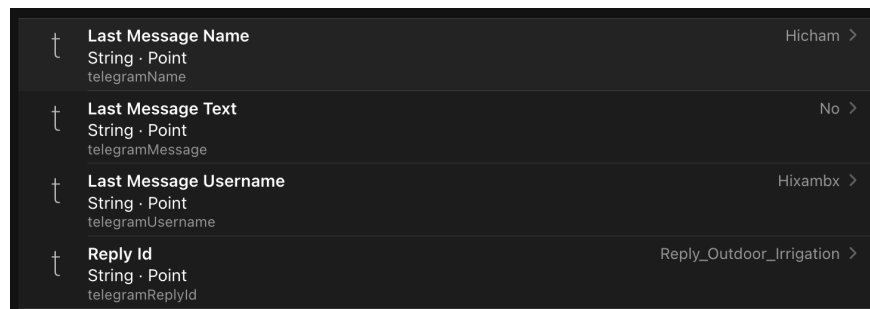 Last Message Name
Hicham
String · Point
telegramName
Last Message Text
No
String · Point
telegramMessage
Last Message Username
Hixambx
String · Point
telegramUsername
Reply Id
Reply_Outdoor_Irrigation
String · Point
telegramReplyId